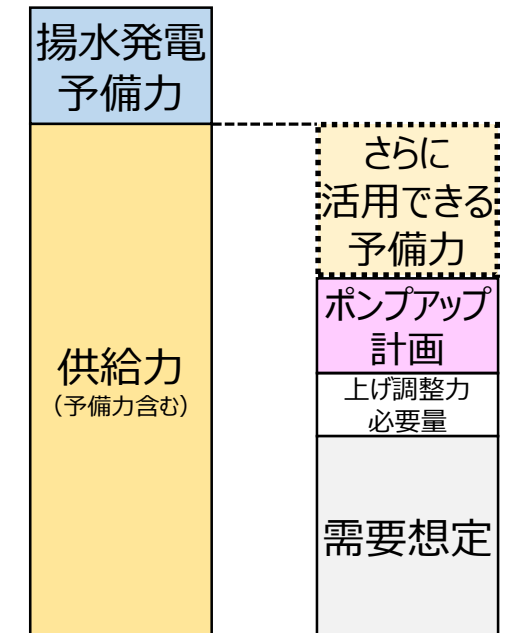 揚水発電
予備力
供給力
（予備力含む）
さらに
活用できる
予備力
ポンプアップ
計画
上げ調整力
必要量
需要想定